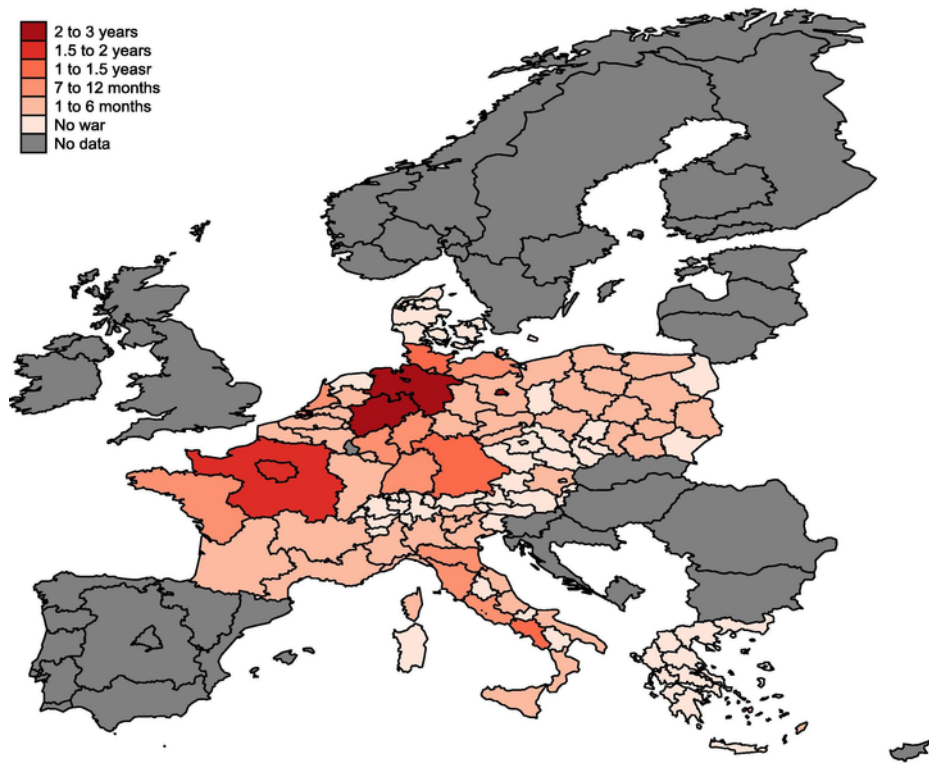 2 to 3 years
1.5 to 2 years
1 to 1.5 yeasr
7 to 12 months
1 to 6 months
No war
No data